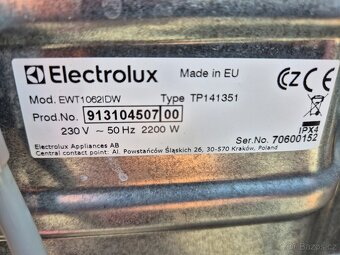 Electrolux Made in EU
Mod. EWT1062IDW Type TP141351
Prod.No. 913104507 00
230 V ~ 50 Hz 2200 W IPX4
Ser.No. 70600152
Electrolux Appliances AB
Central contact point: Al. Powstańców Śląskich 26, 30-570 Kraków, Poland